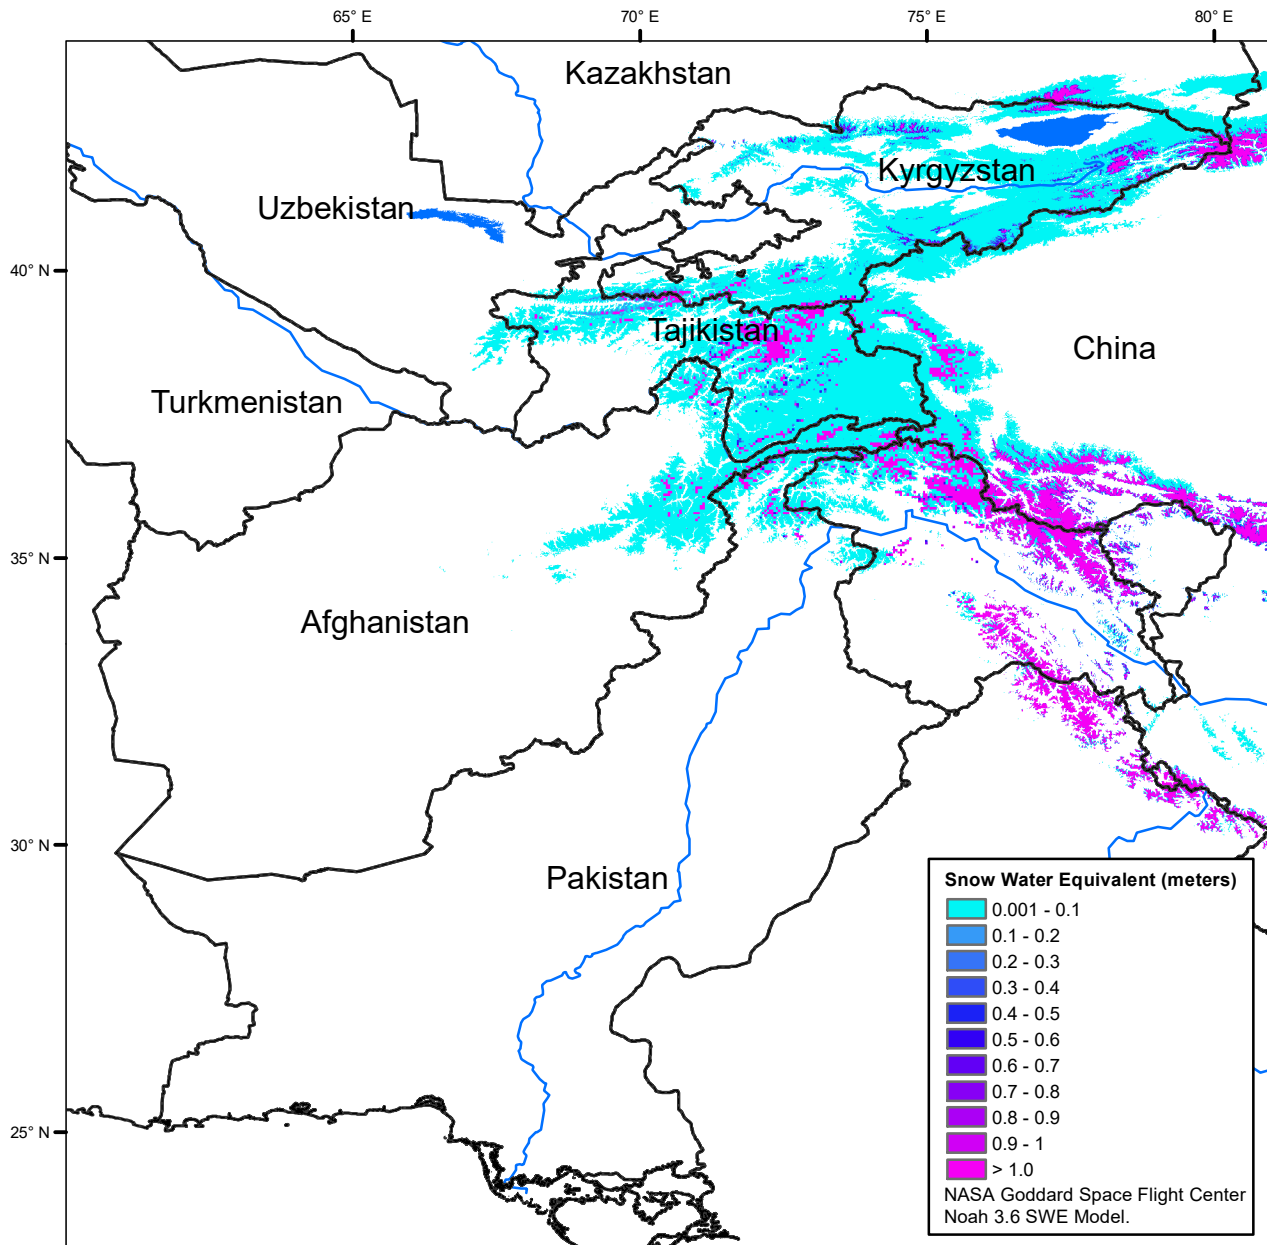 65° E
70° E
75° E
80° E
Kazakhstan
Kyrgyzstan
Uzbekistan
40° N
Tajikistan
China
Turkmenistan
35° N
Afghanistan
30° N
Pakistan
Snow Water Equivalent (meters)
0.001 - 0.1
0.1 - 0.2
0.2 - 0.3
0.3 - 0.4
0.4 - 0.5
0.5 - 0.6
0.6 - 0.7
0.7 - 0.8
0.8 - 0.9
0.9 - 1
> 1.0
NASA Goddard Space Flight Center
Noah 3.6 SWE Model.
25° N